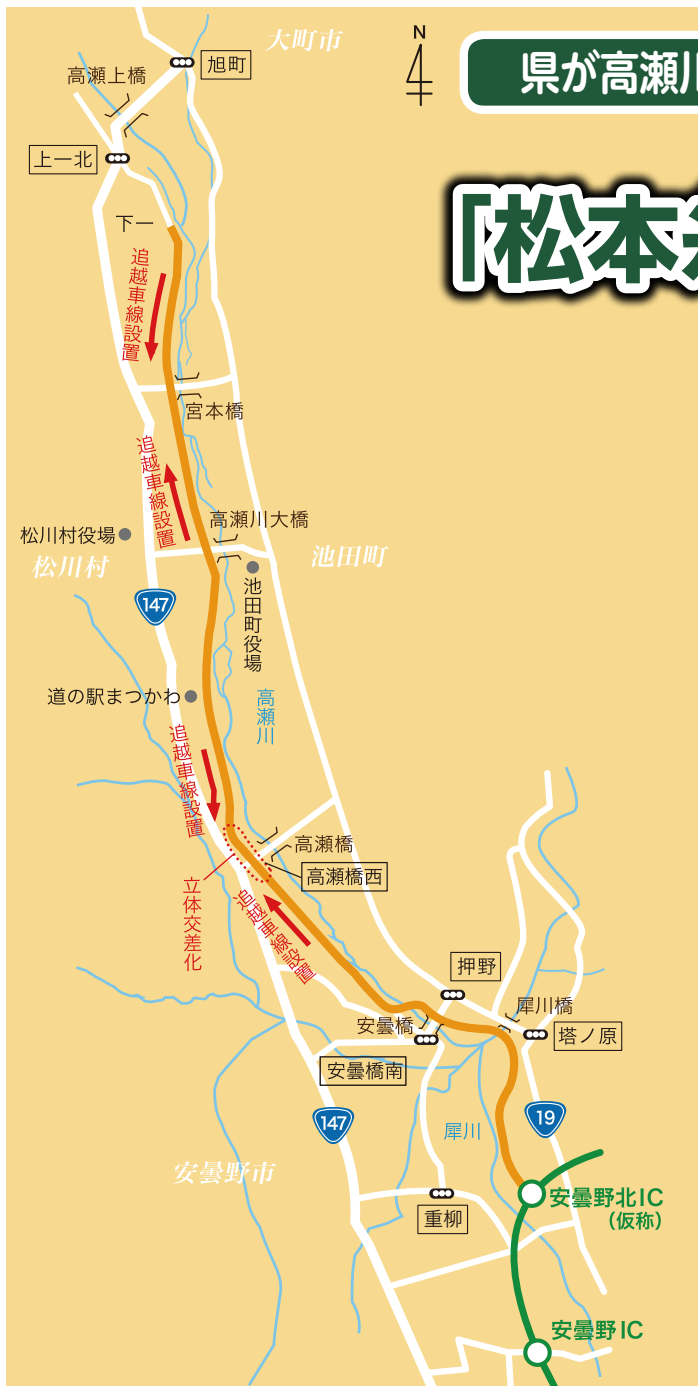 大町市
N
県が高瀬川
旭町
高瀬上橋
上一北
「松本
下一
追越車線設置
宮本橋
追越車線設置
高瀬川大橋
松川村役場
松川村
池田町
池田町役場
147
道の駅まつかわ
高瀬川
追越車線設置
高瀬橋
高瀬橋西
立体交差化
追越車線設置
押野
犀川橋
安曇橋
塔ノ原
安曇橋南
147
19
犀川
安曇野市
安曇野北IC
(仮称)
重柳
安曇野IC